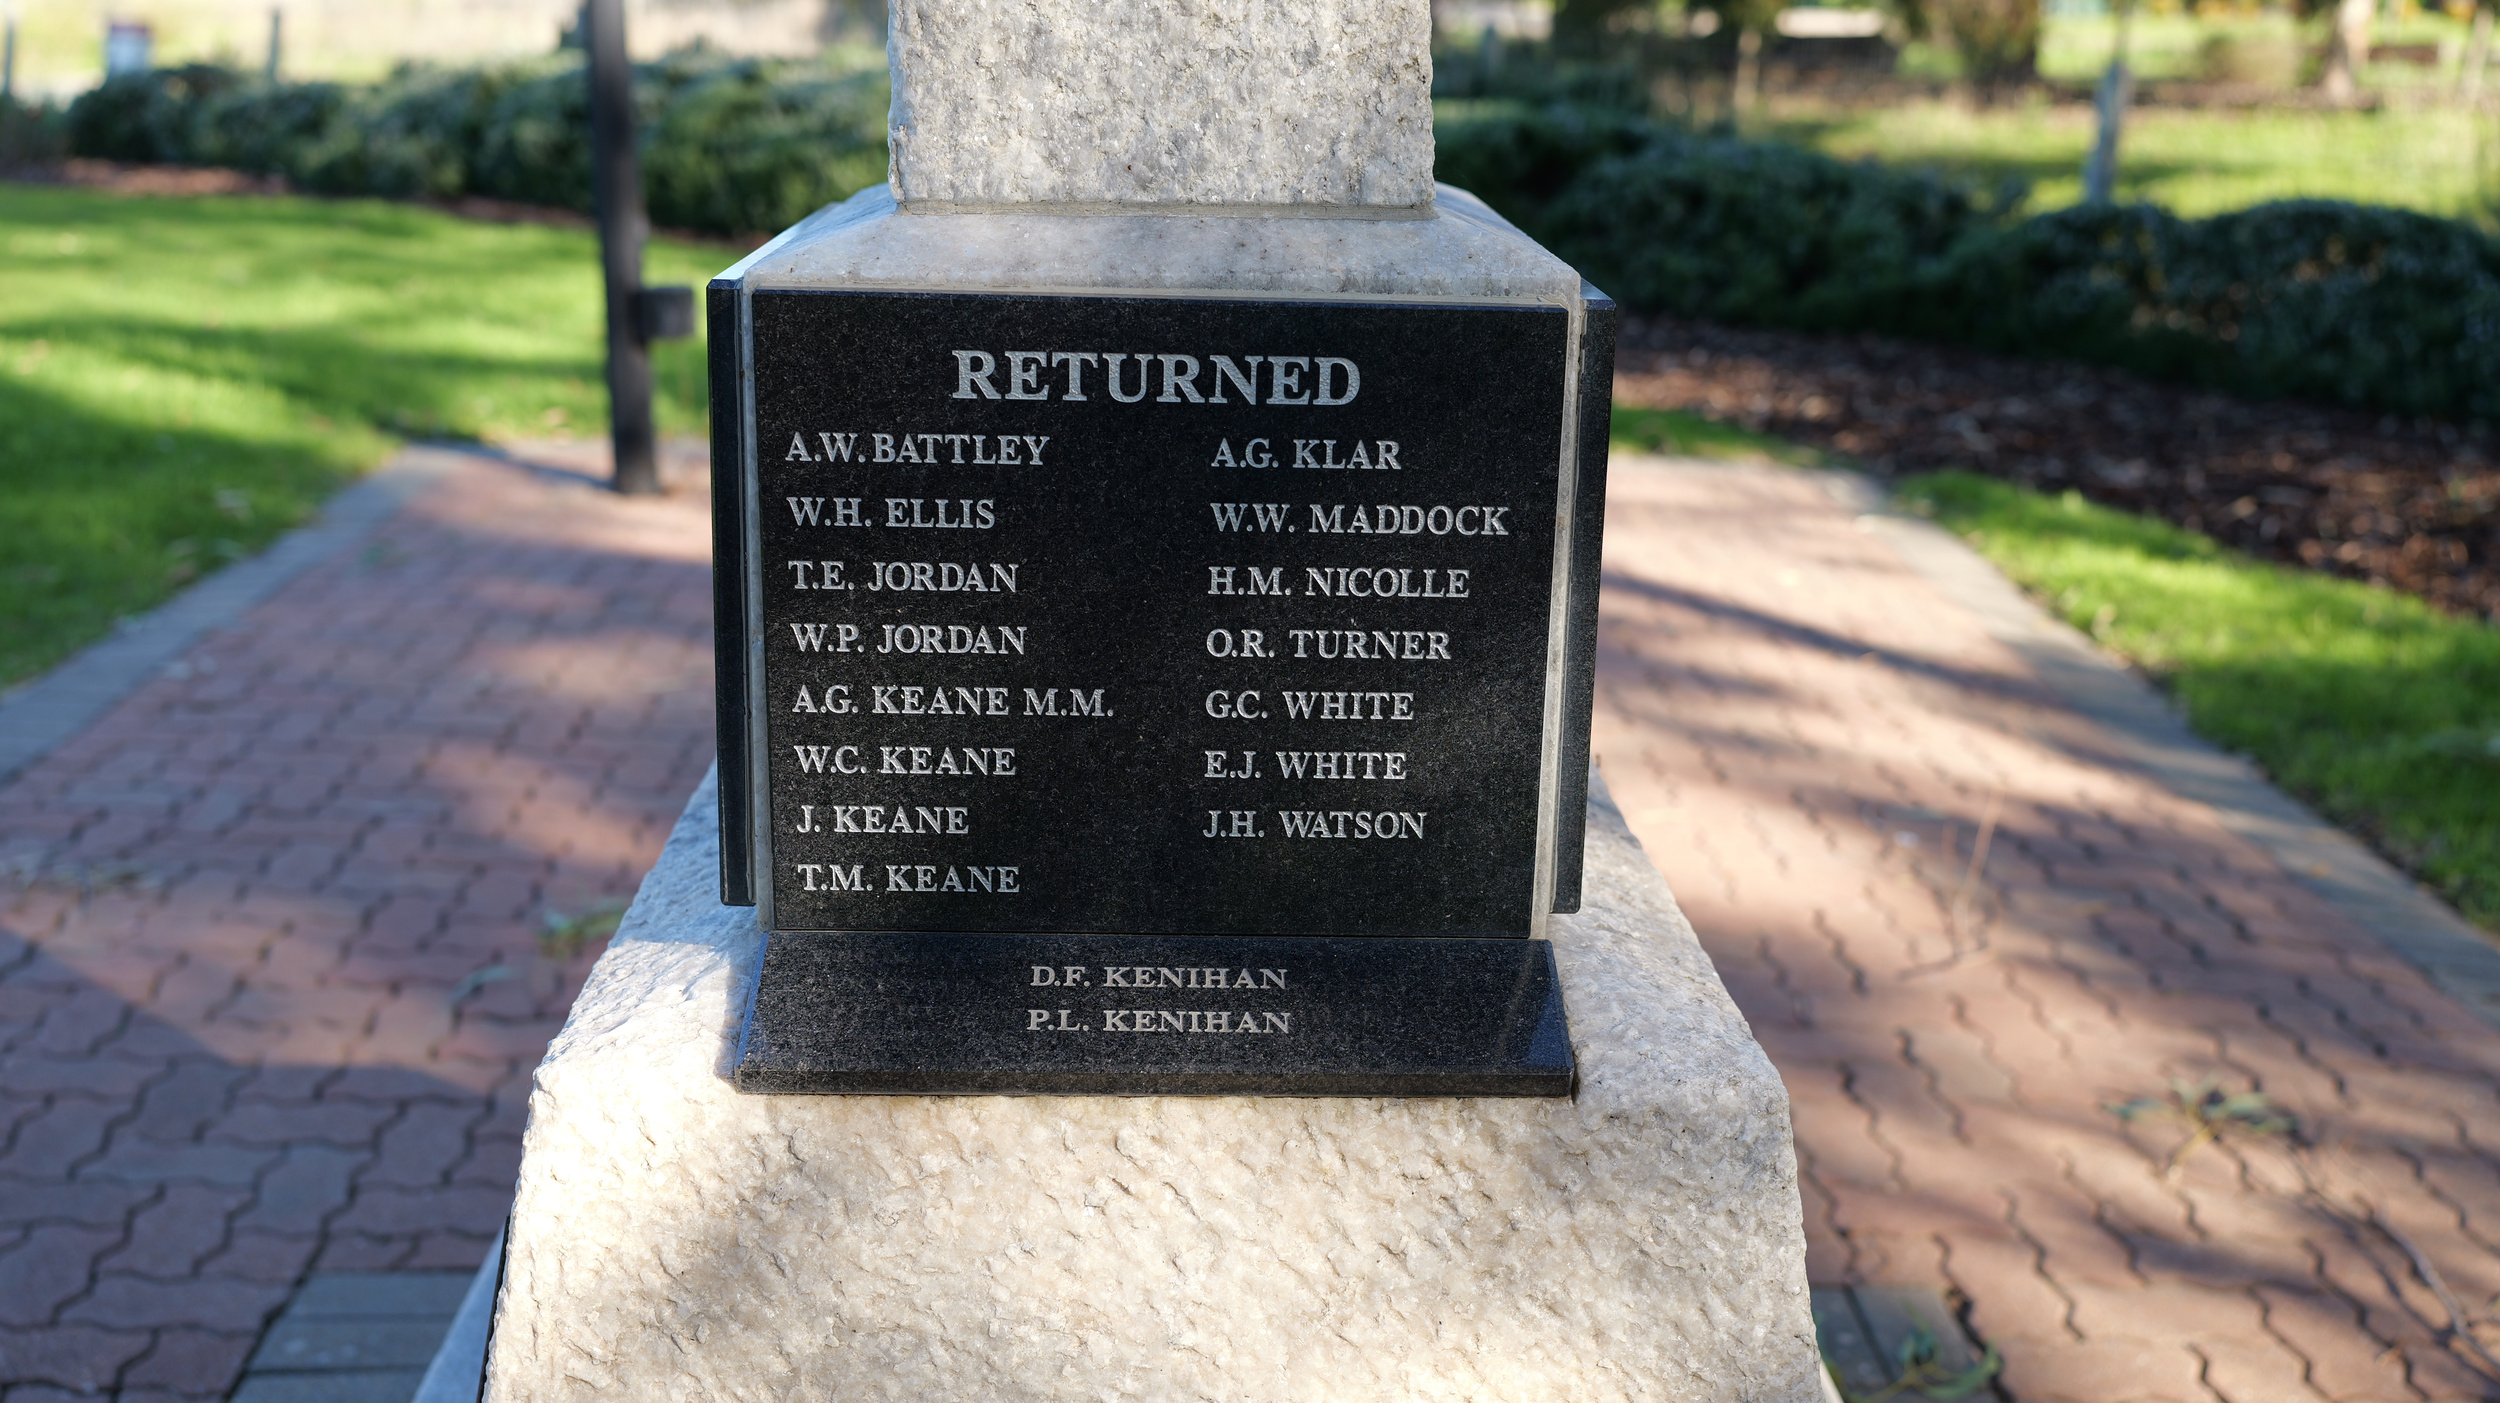 RETURNED
A.W. BATTLEY
W.H. ELLIS
T.E. JORDAN
W.P. JORDAN
A.G. KEANE M.M.
W.C. KEANE
J. KEANE
T.M. KEANE
A.G. KLAR
W.W. MADDOCK
H.M. NICOLLE
O.R. TURNER
G.C. WHITE
E.J. WHITE
J.H. WATSON
D.F. KENIHAN
P.L. KENIHAN